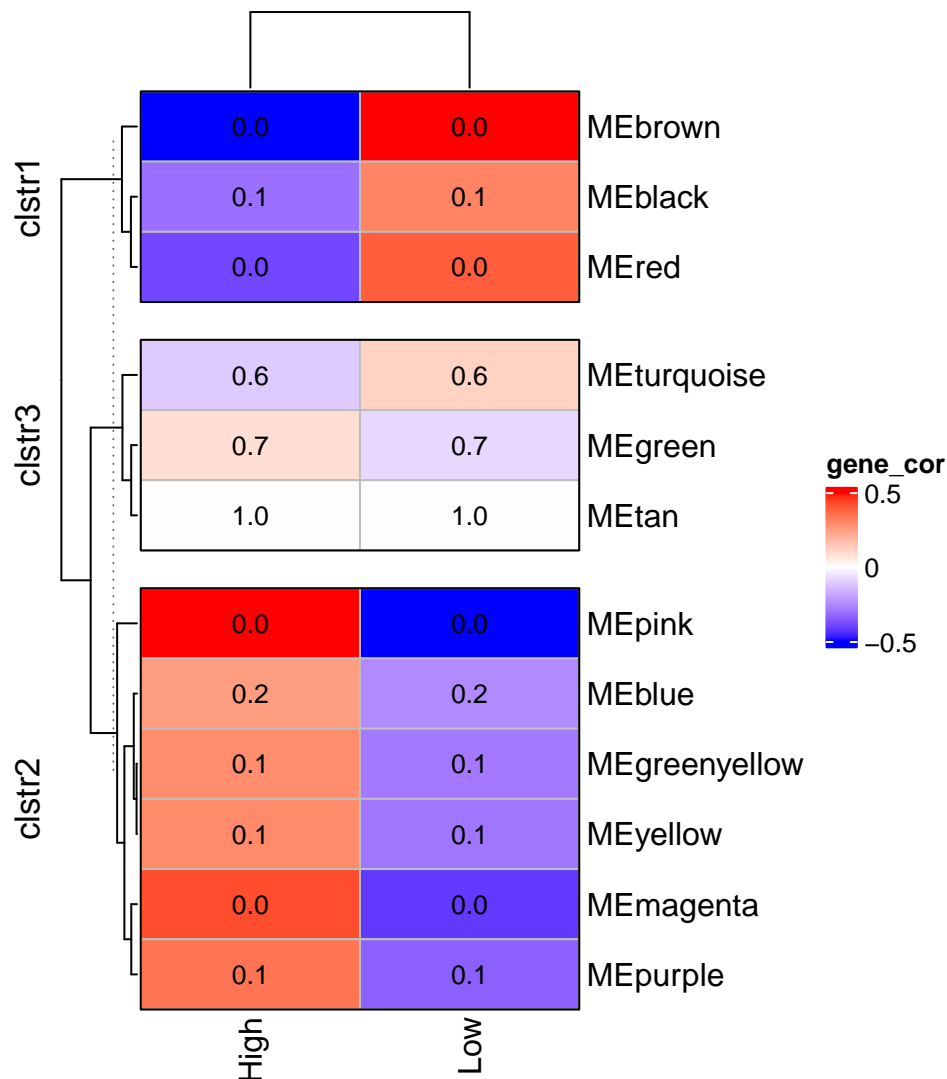 clstr1
0.0 0.0 MEbrown
0.1 0.1 MEblack
0.0 0.0 MEred
clstr3
0.6 0.6 MEturquoise
0.7 0.7 MEgreen
1.0 1.0 MEtan
clstr2
0.0 0.0 MEpink
0.2 0.2 MEblue
0.1 0.1 MEgreenyellow
0.1 0.1 MEyellow
0.0 0.0 MEmagenta
0.1 0.1 MEpurple
High Low
gene_cor
0.5
0
−0.5